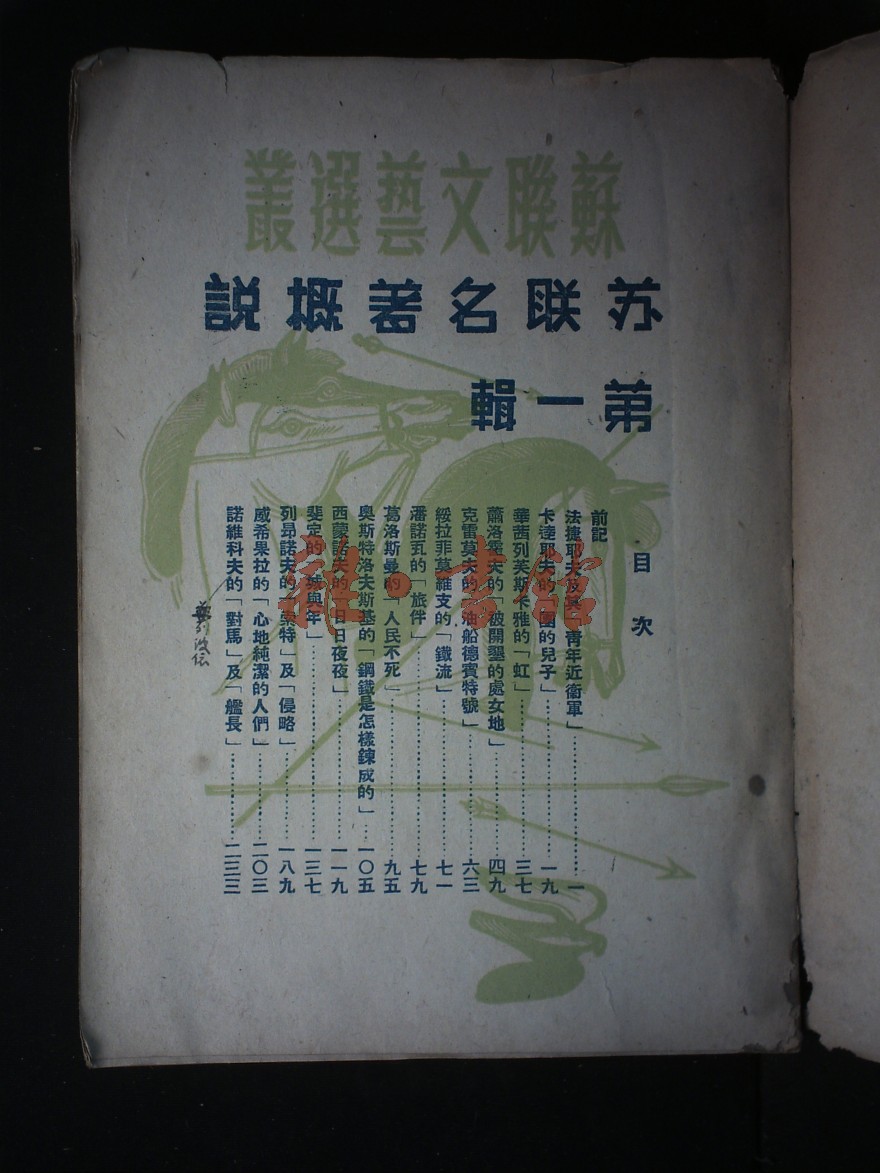 蘇聯文藝選叢
苏联名著概説
第一輯
目次
前記
法捷耶夫及其「青年近衛軍」一
卡達耶夫的「團的兒子」一九
華茜列芙斯卡雅的「虹」三七
蕭洛霍夫的「被開墾的處女地」四九
克雷莫夫的「油船德賓特號」六三
綏拉菲莫維支的「鐵流」七一
潘諾瓦的「旅伴」七九
葛洛斯曼的「人民不死」九五
奧斯特洛夫斯基的「鋼鐵是怎樣鍊成的」一〇五
西蒙諾夫的「日日夜夜」一一九
斐定的「城與年」一三七
列昂諾夫的「索特」及「侵略」一八九
威希果拉的「心地純潔的人們」二〇三
諾維科夫的「對馬」及「艦長」二三三
雜·書館